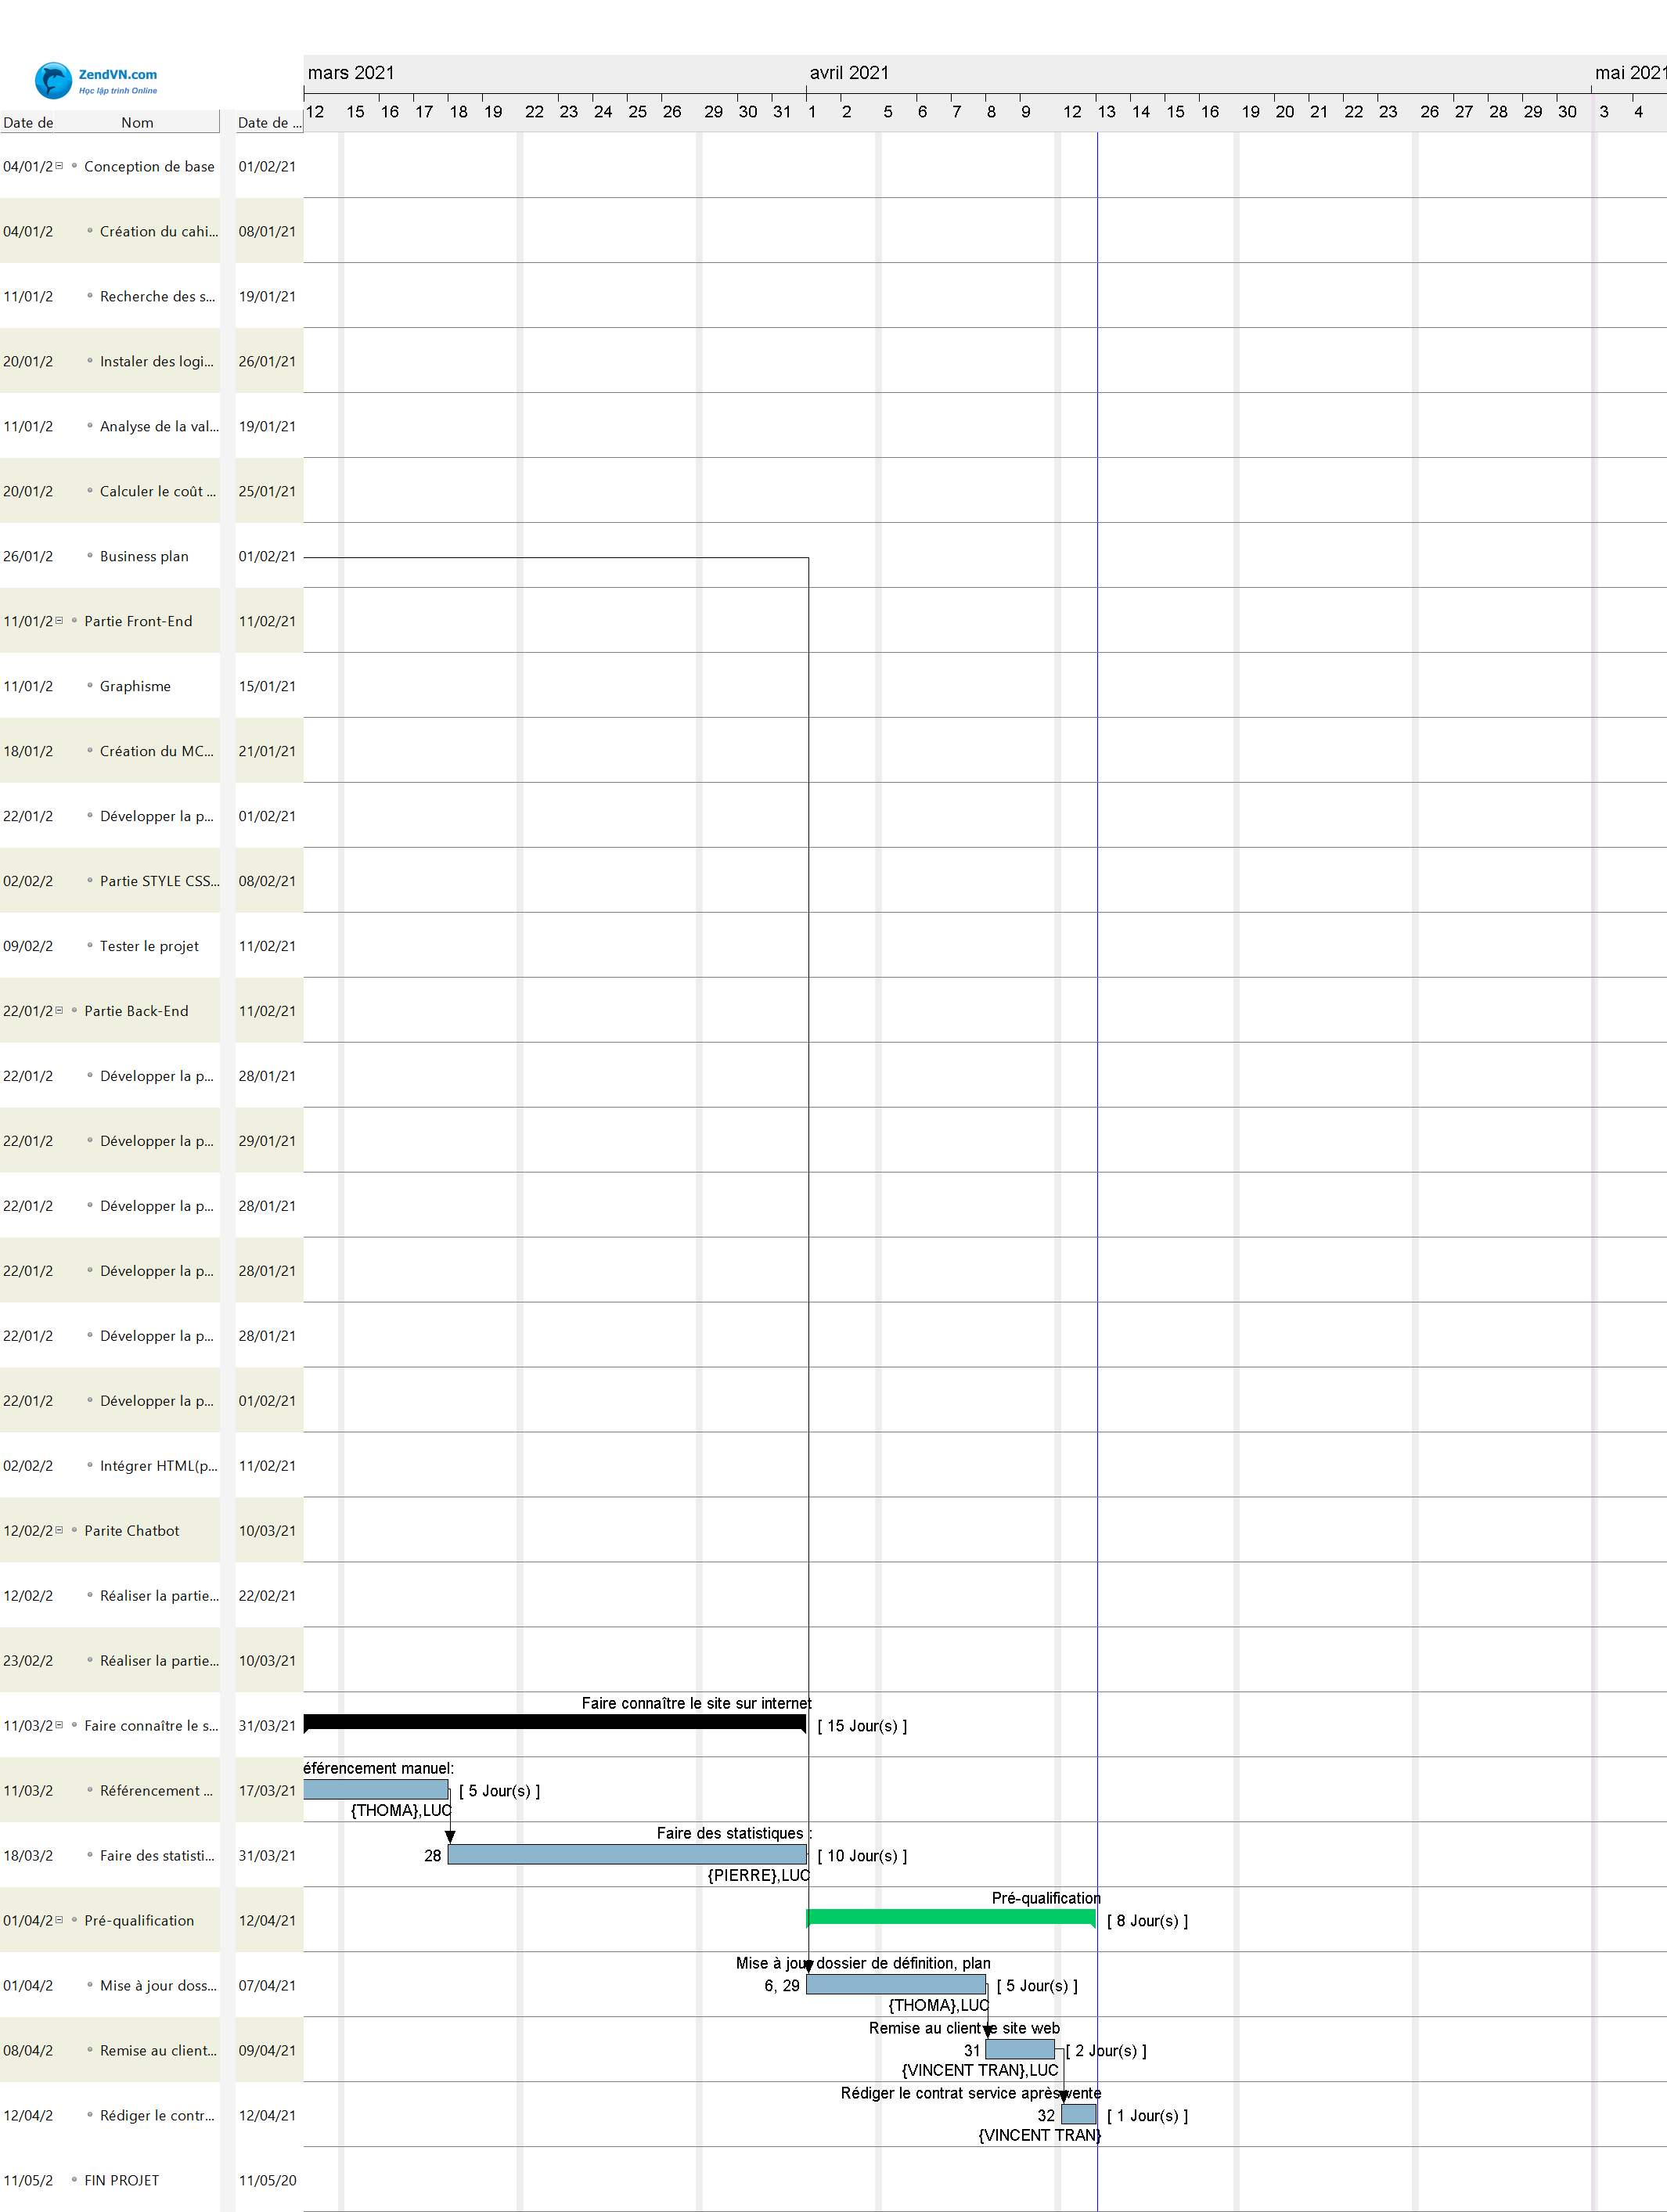 ZendVN.com
Học lập trình Online
mars 2021 avril 2021 mai 2021
12 15 16 17 18 19 22 23 24 25 26 29 30 31 1 2 5 6 7 8 9 12 13 14 15 16 19 20 21 22 23 26 27 28 29 30 3 4
Date de Nom Date de ...
04/01/2 Conception de base 01/02/21
04/01/2 Création du cahi... 08/01/21
11/01/2 Recherche des s... 19/01/21
20/01/2 Instaler des logi... 26/01/21
11/01/2 Analyse de la val... 19/01/21
20/01/2 Calculer le coût ... 25/01/21
26/01/2 Business plan 01/02/21
11/01/2 Partie Front-End 11/02/21
11/01/2 Graphisme 15/01/21
18/01/2 Création du MC... 21/01/21
22/01/2 Développer la p... 01/02/21
02/02/2 Partie STYLE CSS... 08/02/21
09/02/2 Tester le projet 11/02/21
22/01/2 Partie Back-End 11/02/21
22/01/2 Développer la p... 28/01/21
22/01/2 Développer la p... 29/01/21
22/01/2 Développer la p... 28/01/21
22/01/2 Développer la p... 28/01/21
22/01/2 Développer la p... 28/01/21
22/01/2 Développer la p... 01/02/21
02/02/2 Intégrer HTML(p... 11/02/21
12/02/2 Parite Chatbot 10/03/21
12/02/2 Réaliser la partie... 22/02/21
23/02/2 Réaliser la partie... 10/03/21
Faire connaître le site sur internet
11/03/2 Faire connaître le s... 31/03/21 [ 15 Jour(s) ]
éférencement manuel:
11/03/2 Référencement ... 17/03/21 [ 5 Jour(s) ]
{THOMA},LUC
Faire des statistiques :
18/03/2 Faire des statisti... 31/03/21 28 [ 10 Jour(s) ]
{PIERRE},LUC
Pré-qualification
01/04/2 Pré-qualification 12/04/21 [ 8 Jour(s) ]
Mise à jour dossier de définition, plan
01/04/2 Mise à jour doss... 07/04/21 6, 29 [ 5 Jour(s) ]
{THOMA},LUC
Remise au client le site web
08/04/2 Remise au client... 09/04/21 31 [ 2 Jour(s) ]
{VINCENT TRAN},LUC
Rédiger le contrat service après vente
12/04/2 Rédiger le contr... 12/04/21 32 [ 1 Jour(s) ]
{VINCENT TRAN}
11/05/2 FIN PROJET 11/05/20